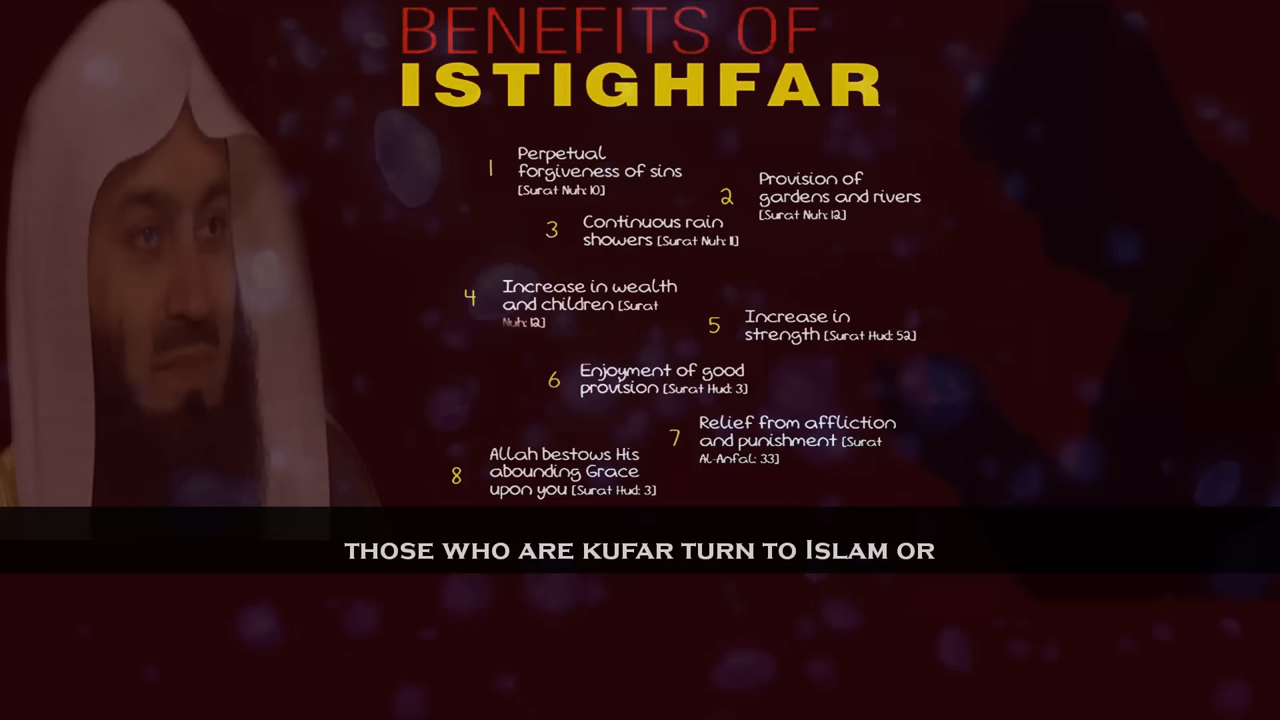 BENEFITS OF
ISTIGHFAR
1
Perpetual
forgiveness of sins
[Surat Nuh: 10]
2
Provision of
gardens and rivers
[Surat Nuh: 12]
3
Continuous rain
showers [Surat Nuh: 11]
4
Increase in wealth
and children [Surat
Nuh: 12]
5
Increase in
strength [Surat Hud: 52]
6
Enjoyment of good
provision [Surat Hud: 3]
7
Relief from affliction
and punishment [Surat
Al-Anfal: 33]
8
Allah bestows His
abounding Grace
upon you [Surat Hud: 3]
THOSE WHO ARE KUFAR TURN TO ISLAM OR